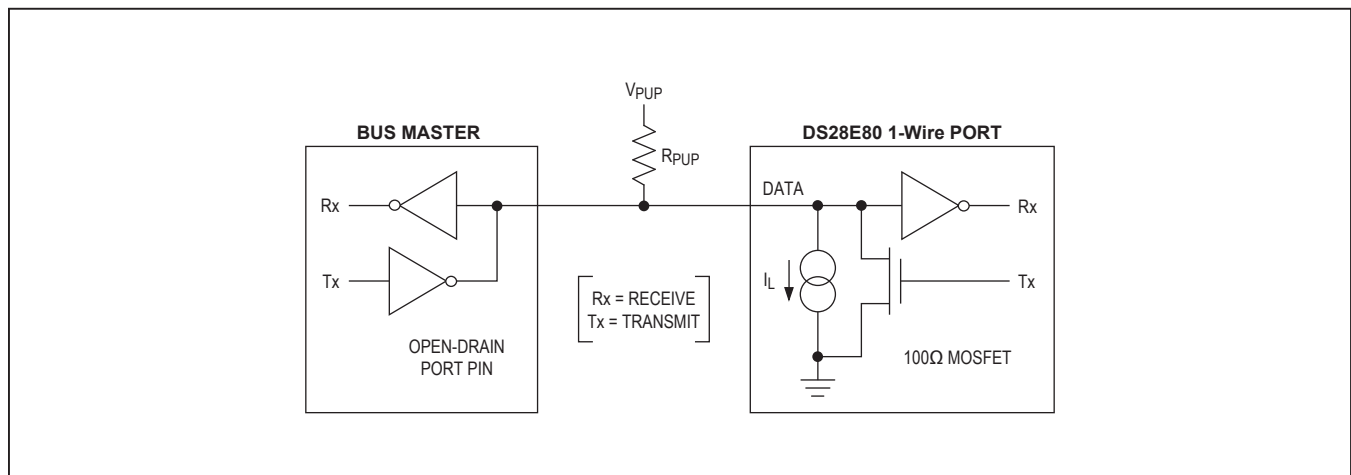 VPUP
BUS MASTER
DS28E80 1-Wire PORT
RPUP
DATA
Rx
Rx
Tx
IL
Tx
Rx = RECEIVE
Tx = TRANSMIT
OPEN-DRAIN
PORT PIN
100Ω MOSFET